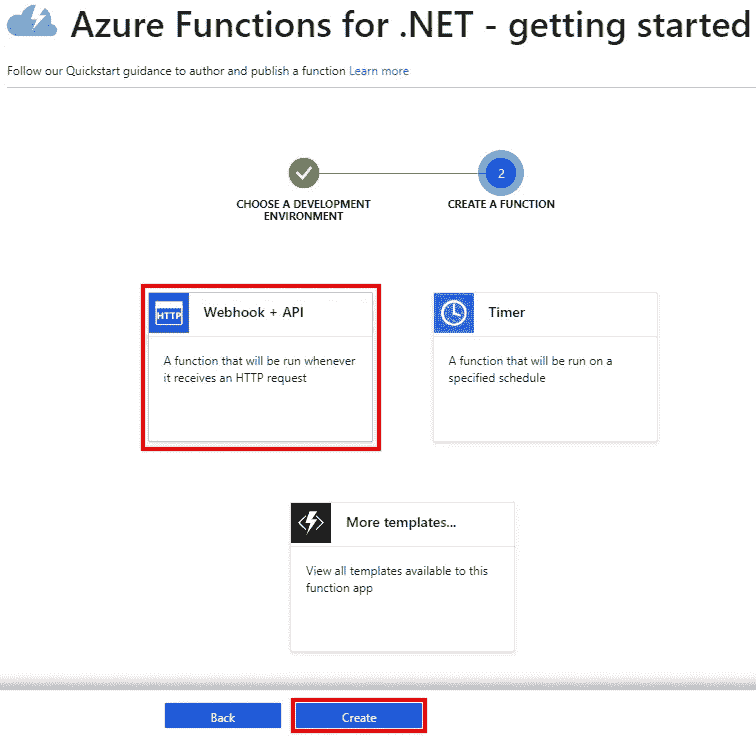 Azure Functions for .NET - getting started
Follow our Quickstart guidance to author and publish a function Learn more
2
CHOOSE A DEVELOPMENT
ENVIRONMENT
CREATE A FUNCTION
HTTP
Webhook + API
A function that will be run whenever
it receives an HTTP request
Timer
A function that will be run on a
specified schedule
More templates...
View all templates available to this
function app
Back
Create